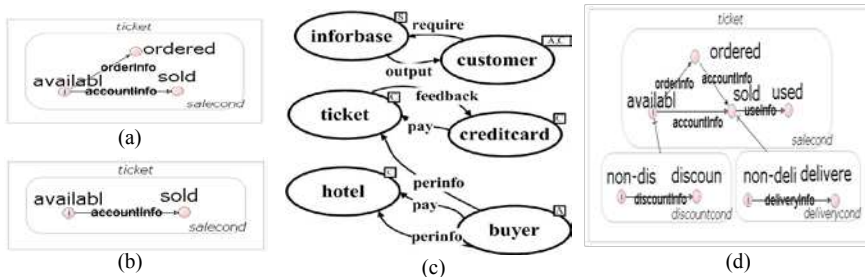 ticket
ordered
orderInfo
availabl
sold
accountInfo
salecond
(a)
ticket
sold
availabl
accountInfo
salecond
(b)
S
inforbase
require
A,C
customer
output
C
feedback
ticket
C
pay
creditcard
C
hotel
perinfo
pay
A
buyer
perinfo
(c)
ticket
ordered
orderInfo
accountInfo
availabl
sold
used
useInfo
accountInfo
salecond
non-dis
discoun
discountInfo
discountcond
non-deli
delivere
deliveryInfo
deliverycond
(d)